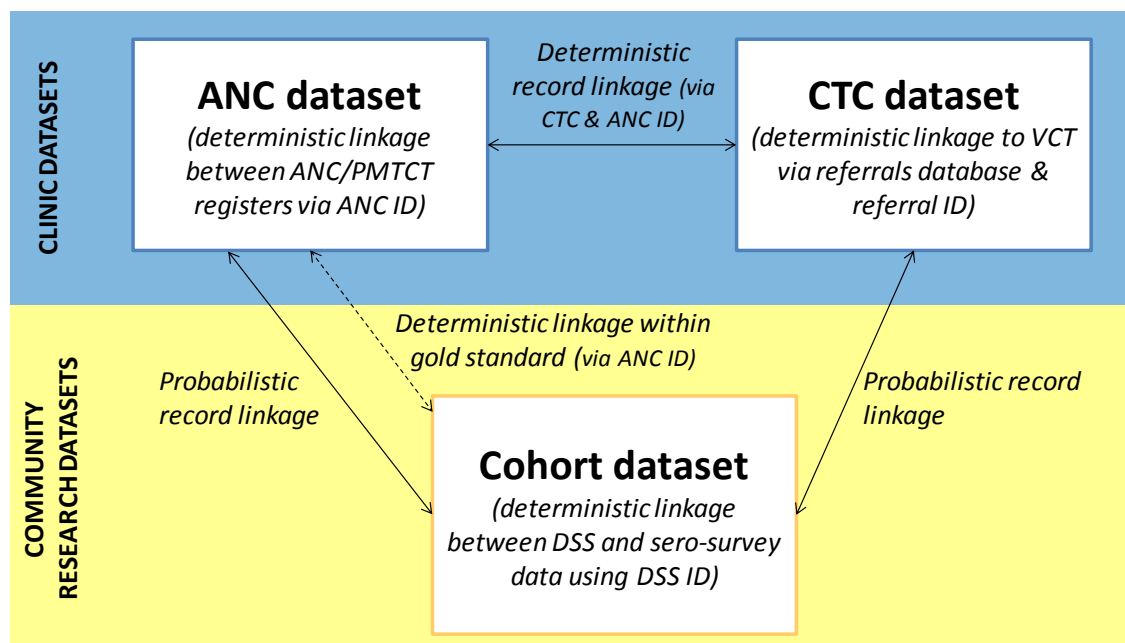 CLINIC DATASETS
ANC dataset
(deterministic linkage
between ANC/PMTCT
registers via ANC ID)
Deterministic
record linkage (via
CTC & ANC ID)
CTC dataset
(deterministic linkage to VCT
via referrals database &
referral ID)
COMMUNITY
RESEARCH DATASETS
Probabilistic
record linkage
Deterministic linkage within
gold standard (via ANC ID)
Probabilistic record
linkage
Cohort dataset
(deterministic linkage
between DSS and sero-survey
data using DSS ID)